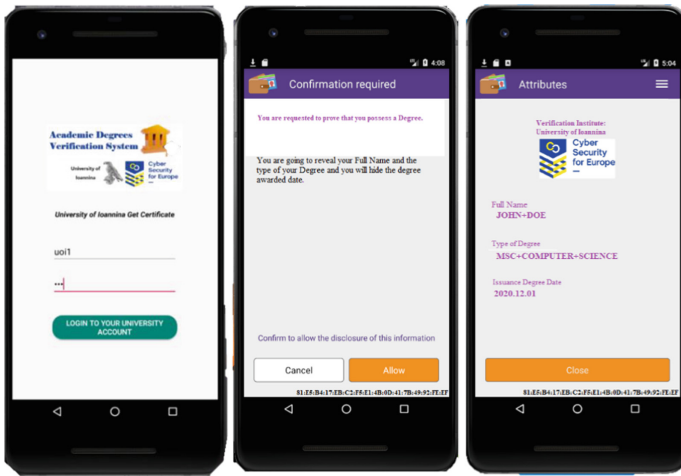 Academic Degrees
Verification System
University of
Ioannina
Cyber
Security
for Europe
University of Ioannina Get Certificate
uoi1
•••
LOGIN TO YOUR UNIVERSITY
ACCOUNT
4:08
Confirmation required
You are requested to prove that you possess a Degree.
You are going to reveal your Full Name and the
type of your Degree and you will hide the degree
awarded date.
Confirm to allow the disclosure of this information
Cancel
Allow
81:E5:B4:17:EB:C2:F5:E1:4B:0D:41:7B:49:92:FE:EF
5:04
Attributes
Verification Institute:
University of Ioannina
Cyber
Security
for Europe
Full Name
JOHN+DOE
Type of Degree
MSC+COMPUTER+SCIENCE
Issuance Degree Date
2020.12.01
Close
81:E5:B4:17:EB:C2:F5:E1:4B:0D:41:7B:49:92:FE:EF